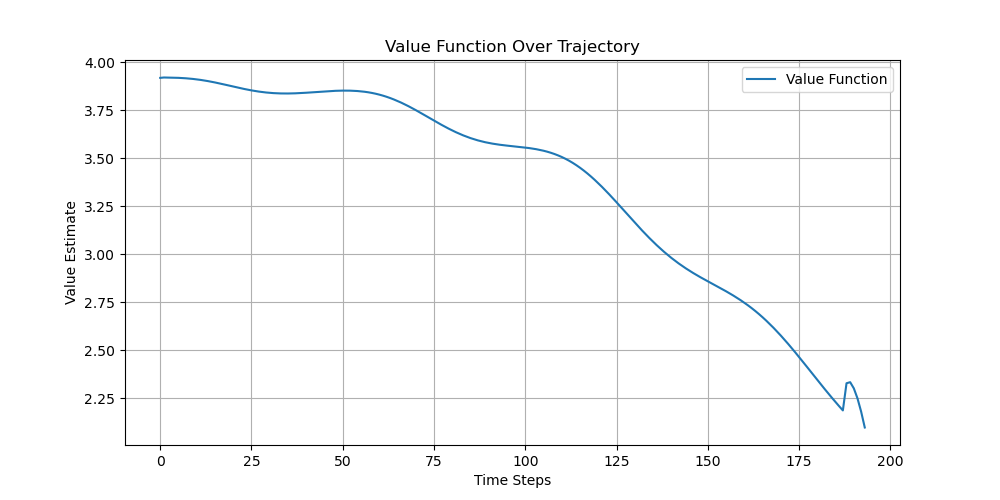 Value Function Over Trajectory
Value Function
4.00
3.75
3.50
3.25
3.00
2.75
2.50
2.25
Value Estimate
0 25 50 75 100 125 150 175 200
Time Steps